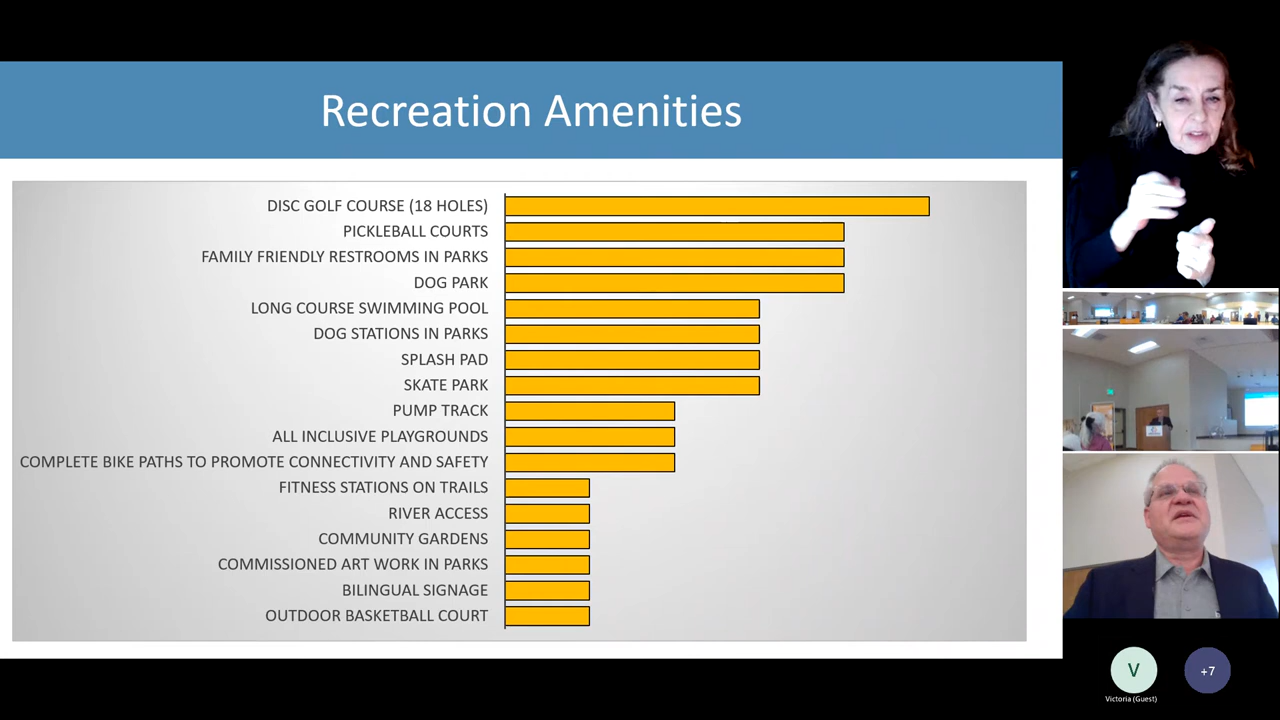 Recreation Amenities
DISC GOLF COURSE (18 HOLES)
PICKLEBALL COURTS
FAMILY FRIENDLY RESTROOMS IN PARKS
DOG PARK
LONG COURSE SWIMMING POOL
DOG STATIONS IN PARKS
SPLASH PAD
SKATE PARK
PUMP TRACK
ALL INCLUSIVE PLAYGROUNDS
COMPLETE BIKE PATHS TO PROMOTE CONNECTIVITY AND SAFETY
FITNESS STATIONS ON TRAILS
RIVER ACCESS
COMMUNITY GARDENS
COMMISSIONED ART WORK IN PARKS
BILINGUAL SIGNAGE
OUTDOOR BASKETBALL COURT
V
+7
Victoria (Guest)